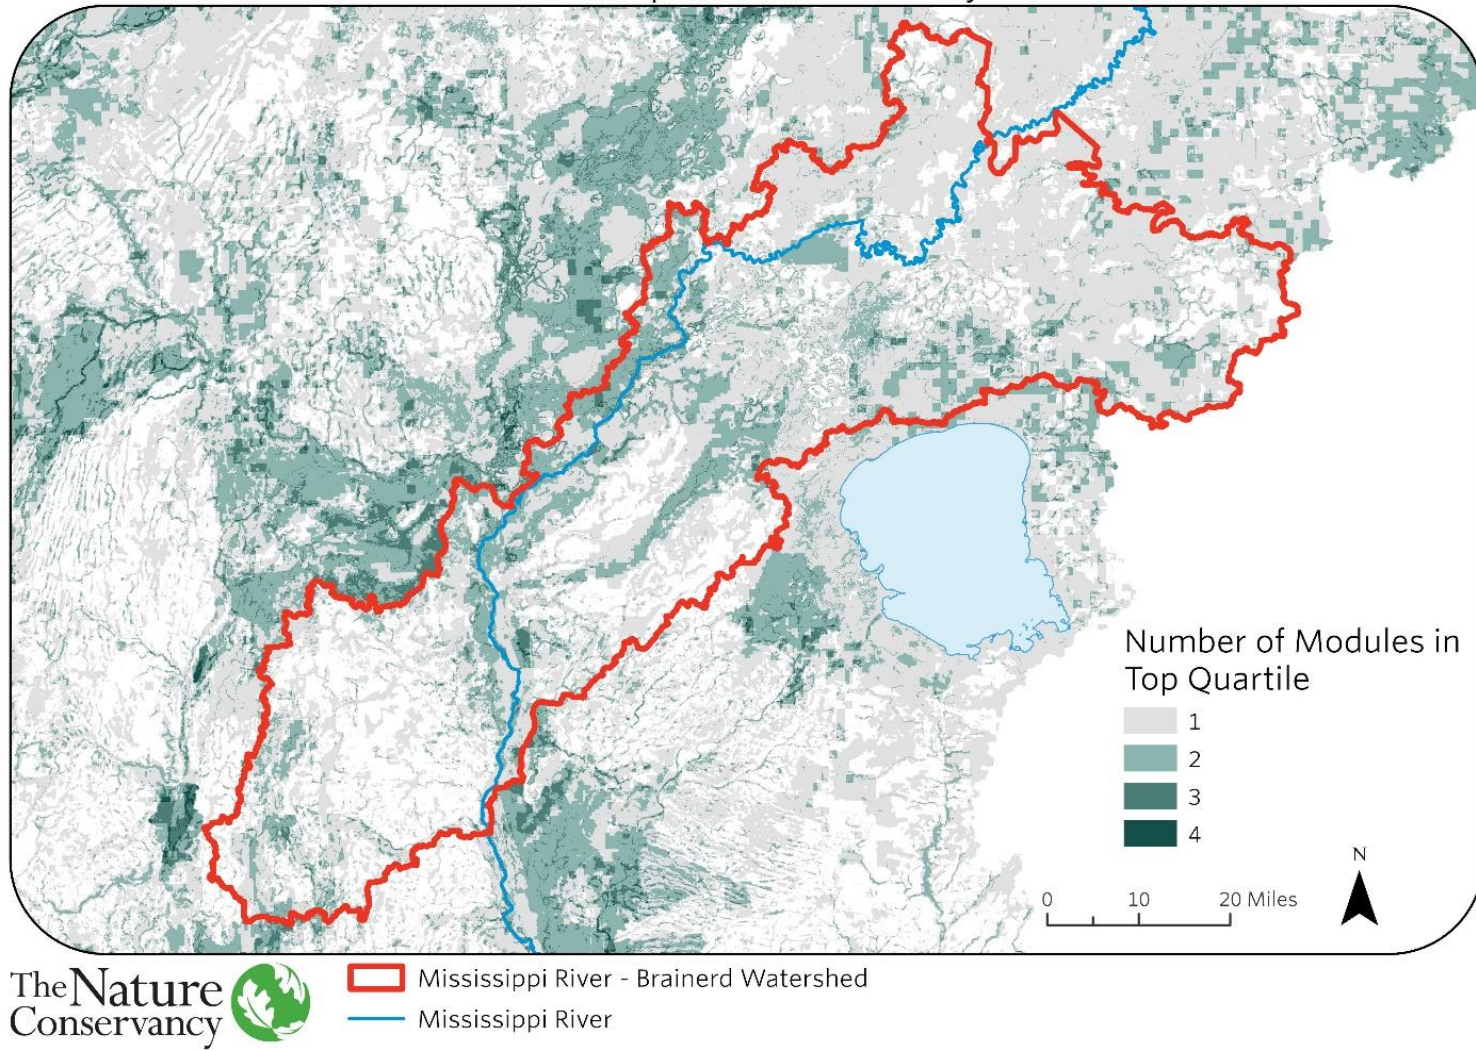 Number of Modules in
Top Quartile
1
2
3
4
N
0 10 20 Miles
The Nature
Conservancy
Mississippi River - Brainerd Watershed
Mississippi River